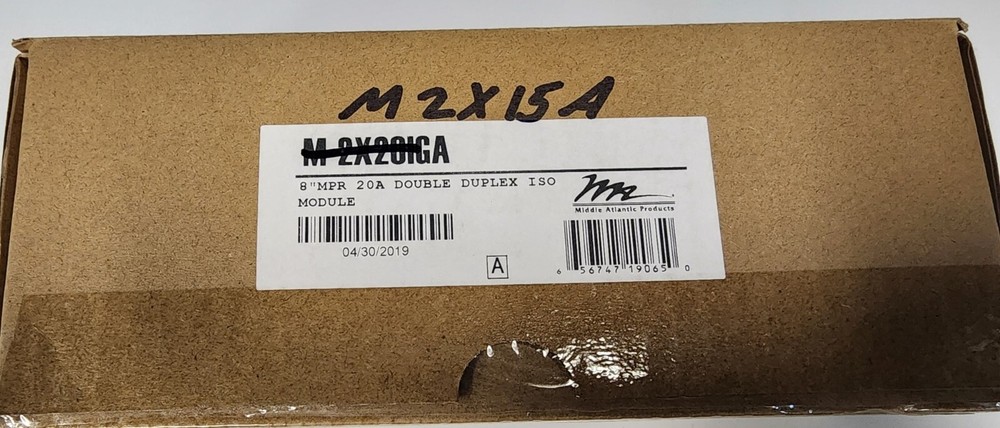 M2X15A
M-2X20IGA
8"MPR 20A DOUBLE DUPLEX ISO
MODULE
Middle Atlantic Products
04/30/2019
A
6 56747 19065 0